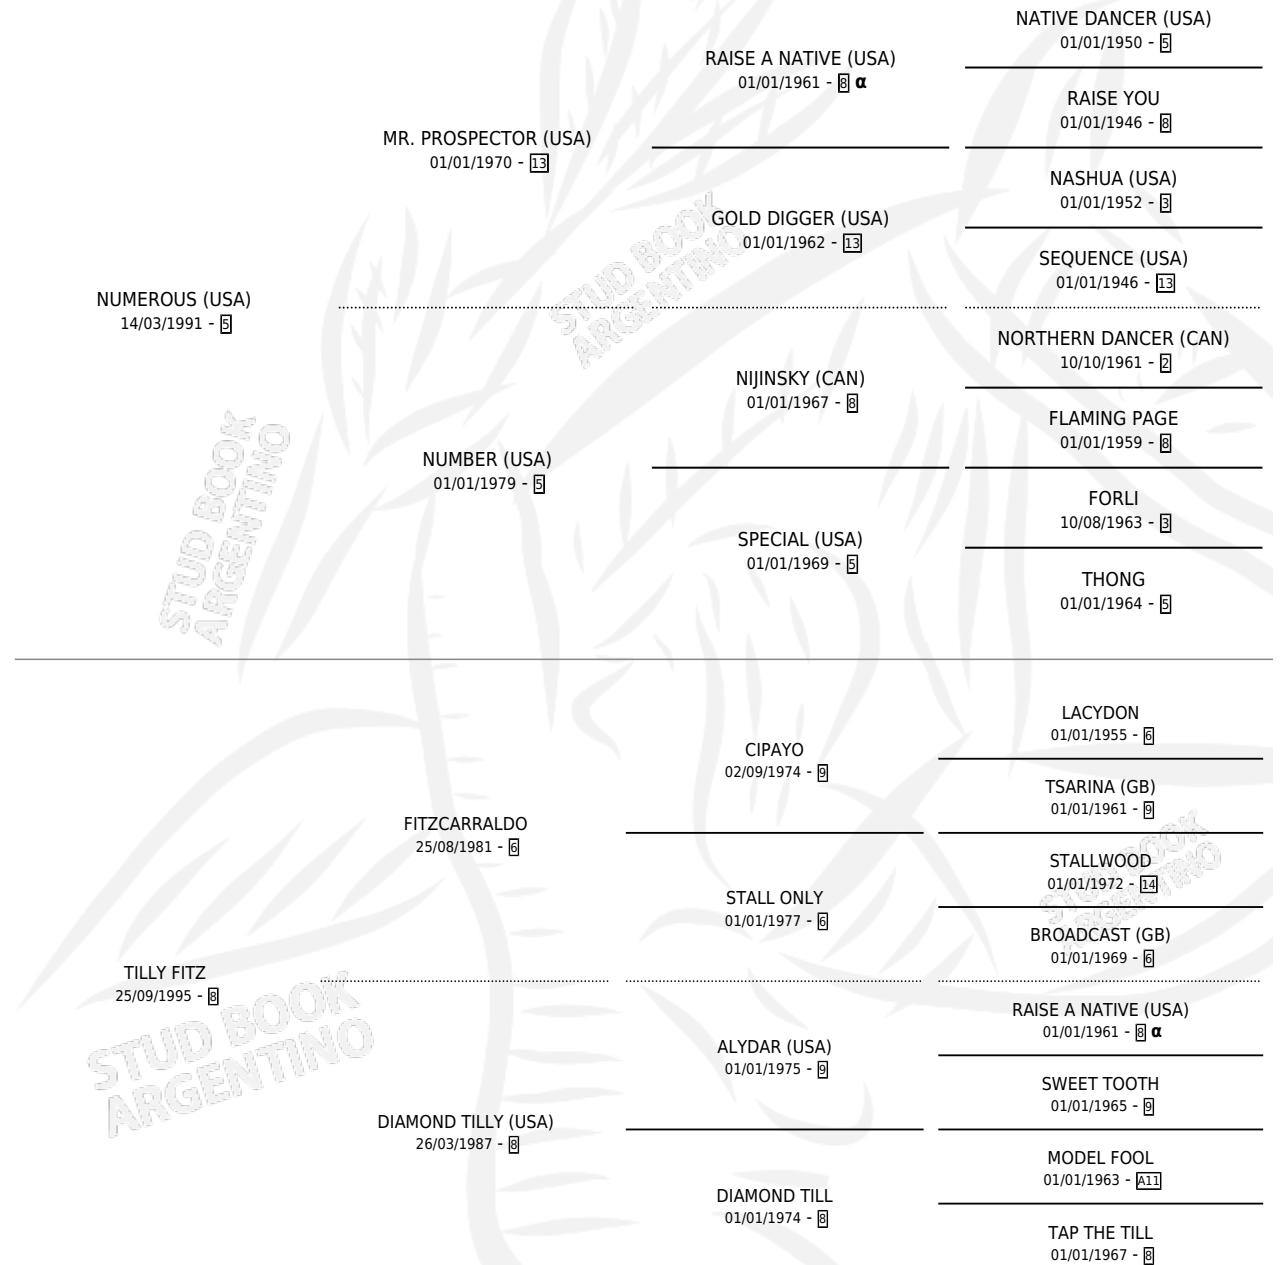 NATIVE DANCER (USA)
01/01/1950 - 5
RAISE A NATIVE (USA)
01/01/1961 - 8 α
RAISE YOU
01/01/1946 - 8
MR. PROSPECTOR (USA)
01/01/1970 - 13
NASHUA (USA)
01/01/1952 - 3
GOLD DIGGER (USA)
01/01/1962 - 13
SEQUENCE (USA)
01/01/1946 - 13
NUMEROUS (USA)
14/03/1991 - 5
NORTHERN DANCER (CAN)
10/10/1961 - 2
NIJINSKY (CAN)
01/01/1967 - 8
FLAMING PAGE
01/01/1959 - 8
NUMBER (USA)
01/01/1979 - 5
FORLI
10/08/1963 - 3
SPECIAL (USA)
01/01/1969 - 5
THONG
01/01/1964 - 5
LACYDON
01/01/1955 - 6
CIPAYO
02/09/1974 - 9
TSARINA (GB)
01/01/1961 - 9
FITZCARRALDO
25/08/1981 - 6
STALLWOOD
01/01/1972 - 14
STALL ONLY
01/01/1977 - 6
BROADCAST (GB)
01/01/1969 - 6
TILLY FITZ
25/09/1995 - 8
RAISE A NATIVE (USA)
01/01/1961 - 8 α
ALYDAR (USA)
01/01/1975 - 9
SWEET TOOTH
01/01/1965 - 9
DIAMOND TILLY (USA)
26/03/1987 - 8
MODEL FOOL
01/01/1963 - A11
DIAMOND TILL
01/01/1974 - 8
TAP THE TILL
01/01/1967 - 8
STUD BOOK
ARGENTINO
STUD BOOK
ARGENTINO
STUD BOOK
ARGENTINO
STUD BOOK
ARGENTINO